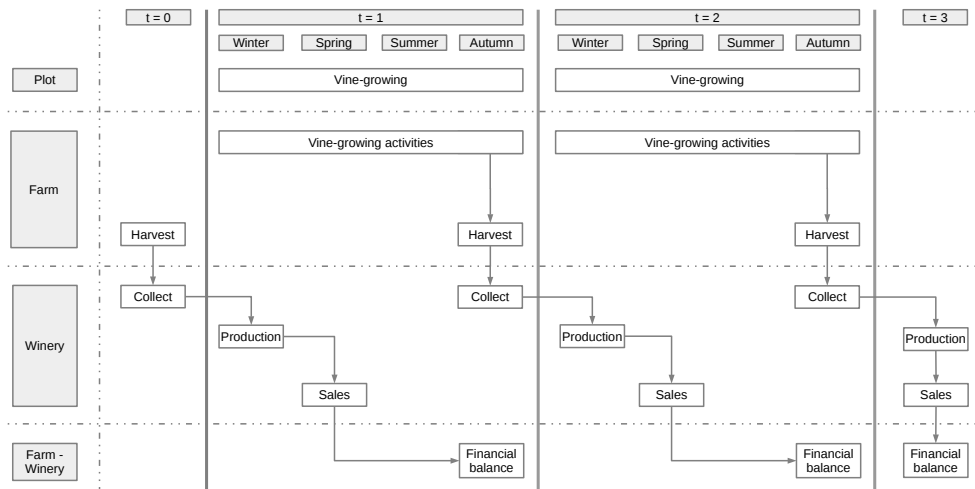 t = 0
t = 1
t = 2
t = 3
Winter
Spring
Summer
Autumn
Winter
Spring
Summer
Autumn
Plot
Vine-growing
Vine-growing
Farm
Vine-growing activities
Vine-growing activities
Harvest
Harvest
Harvest
Winery
Collect
Collect
Collect
Production
Production
Production
Sales
Sales
Sales
Farm -
Winery
Financial
balance
Financial
balance
Financial
balance